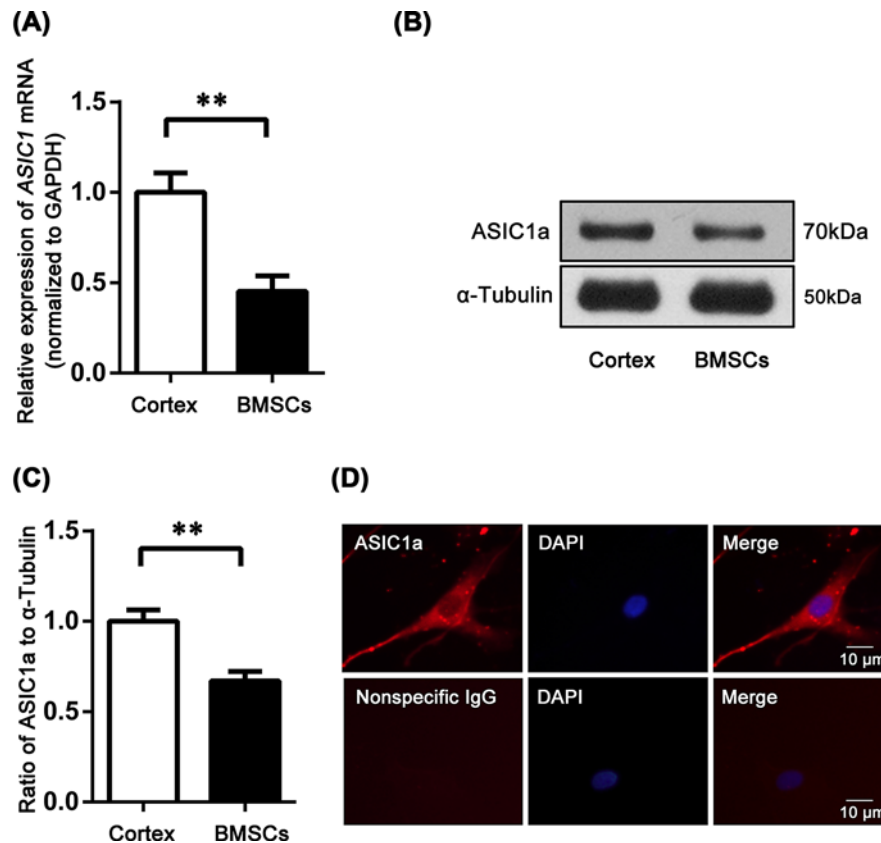 (A)
Relative expression of ASIC1 mRNA
(normalized to GAPDH)
1.5
1.0
0.5
0.0
**
Cortex
BMSCs
(B)
ASIC1a
70kDa
α-Tubulin
50kDa
Cortex
BMSCs
(C)
Ratio of ASIC1a to α-Tubulin
1.5
1.0
0.5
0.0
**
Cortex
BMSCs
(D)
ASIC1a
DAPI
Merge
10 μm
Nonspecific IgG
DAPI
Merge
10 μm